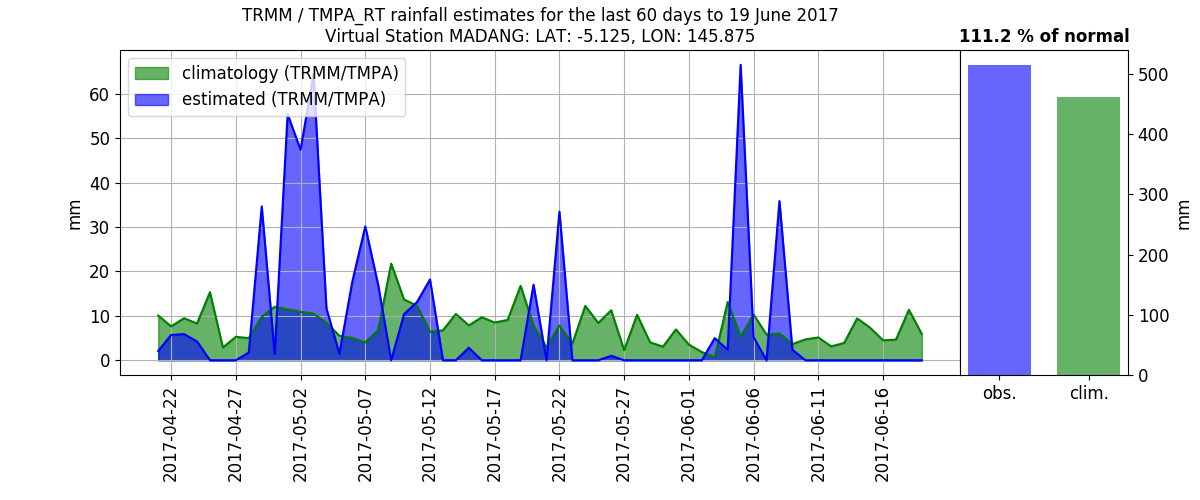 TRMM / TMPA_RT rainfall estimates for the last 60 days to 19 June 2017
Virtual Station MADANG: LAT: -5.125, LON: 145.875
111.2 % of normal
climatology (TRMM/TMPA)
estimated (TRMM/TMPA)
60
50
40
30
20
10
0
mm
2017-04-22
2017-04-27
2017-05-02
2017-05-07
2017-05-12
2017-05-17
2017-05-22
2017-05-27
2017-06-01
2017-06-06
2017-06-11
2017-06-16
500
400
300
200
100
0
mm
obs.
clim.